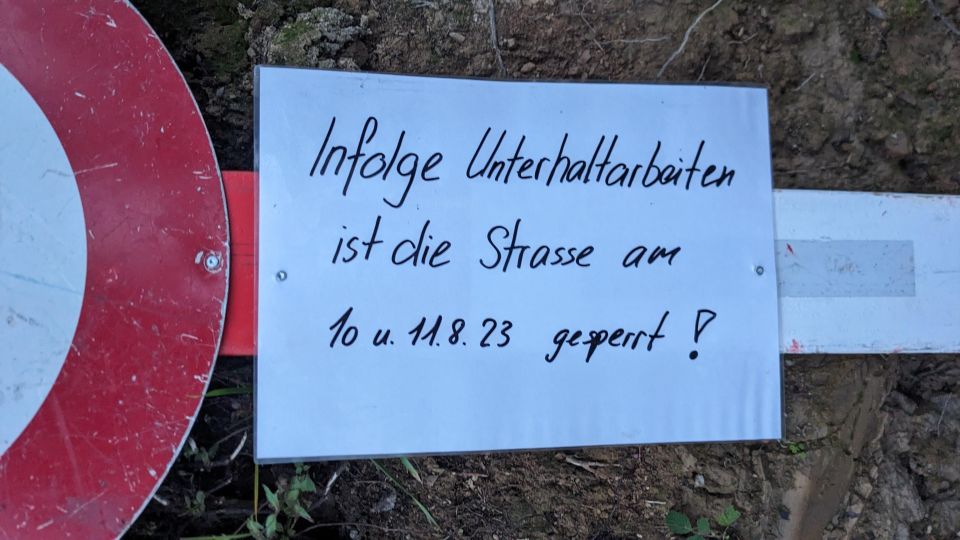 Infolge Unterhaltarbeiten
ist die Strasse am
10 u. 11.8.23 gesperrt !